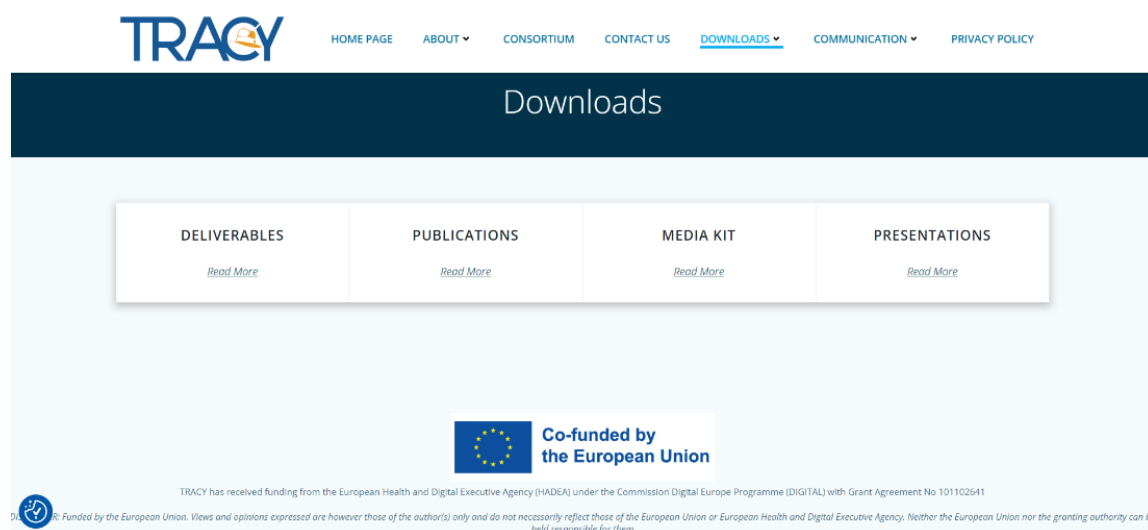 TRACY
HOME PAGE ABOUT CONSORTIUM CONTACT US DOWNLOADS COMMUNICATION PRIVACY POLICY
Downloads
DELIVERABLES PUBLICATIONS MEDIA KIT PRESENTATIONS
Read More Read More Read More Read More
Co-funded by
the European Union
TRACY has received funding from the European Health and Digital Executive Agency (HADEA) under the Commission Digital Europe Programme (DIGITAL) with Grant Agreement No 101102641
R: Funded by the European Union. Views and opinions expressed are however those of the author(s) only and do not necessarily reflect those of the European Union or European Health and Digital Executive Agency. Neither the European Union nor the granting authority can
held responsible for them.